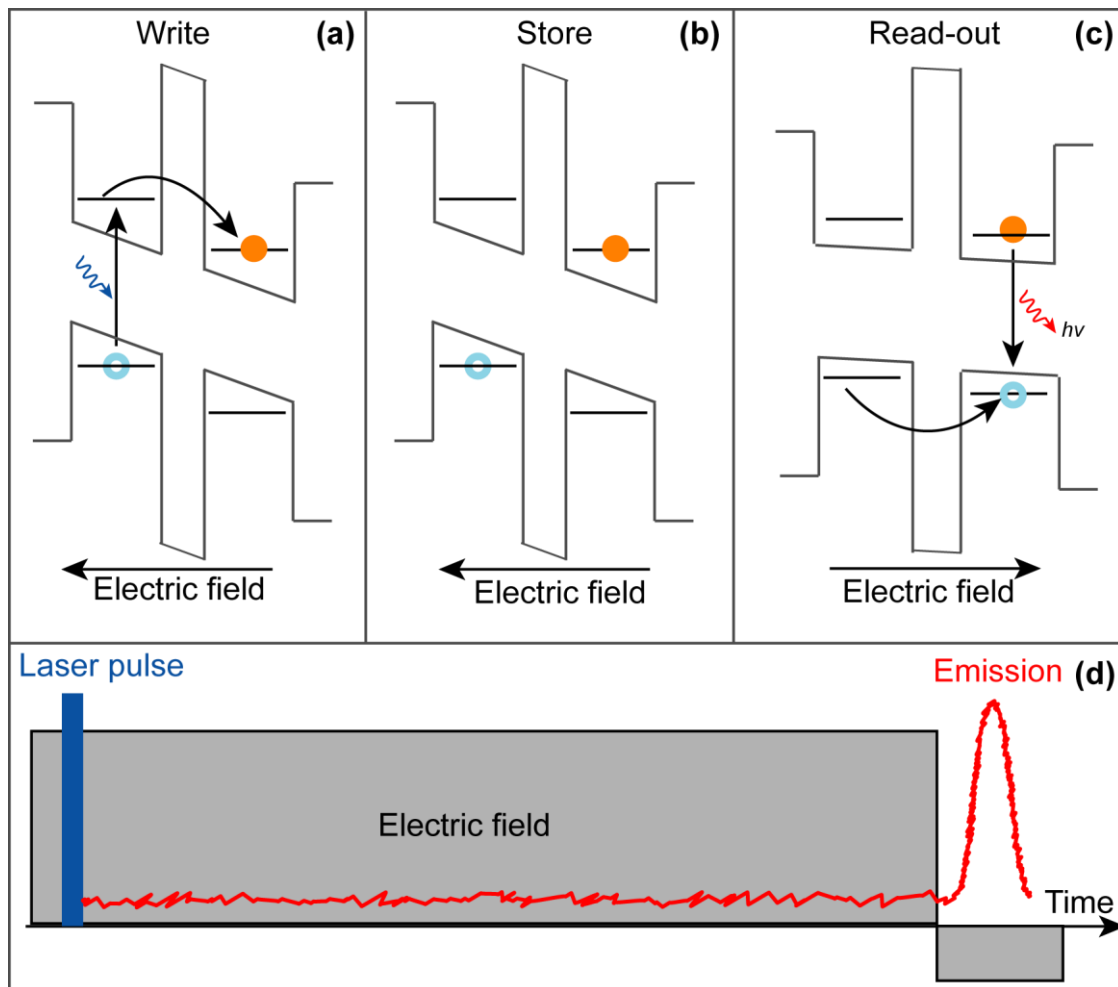 Write
(a)
Store
(b)
Read-out
(c)
hν
Electric field
Electric field
Electric field
Laser pulse
Emission
(d)
Electric field
Time